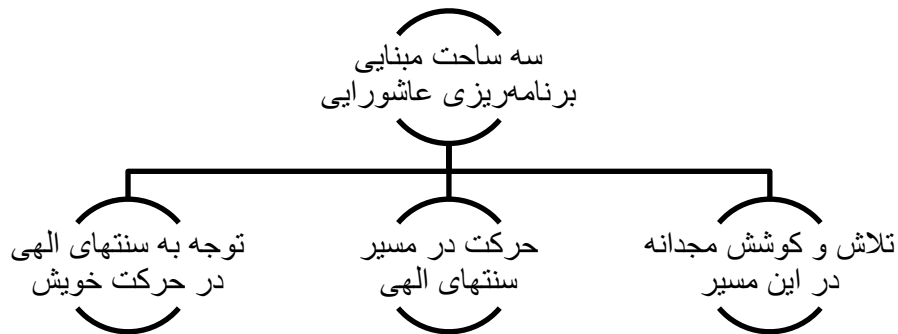 سه ساحت مبنایی
برنامه‌ریزی عاشورایی
تلاش و کوشش مجدانه
در این مسیر
حرکت در مسیر
سنتهای الهی
توجه به سنتهای الهی
در حرکت خویش